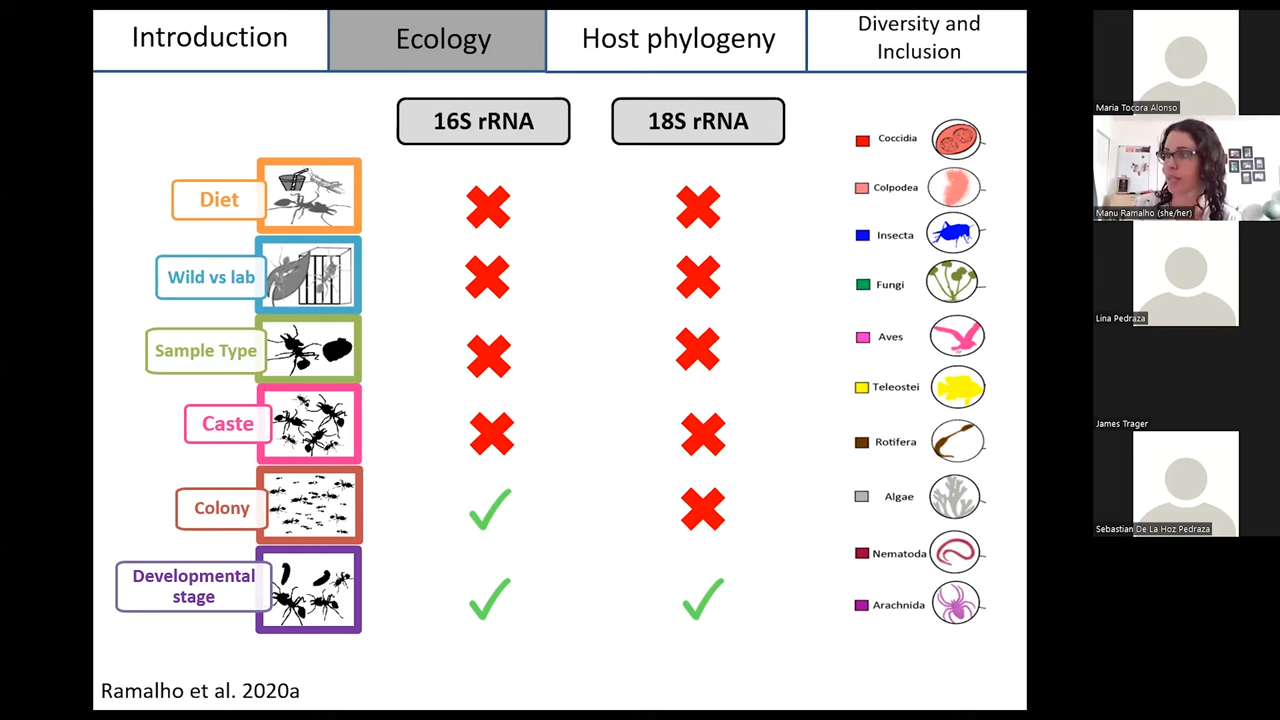 Introduction
Ecology
Host phylogeny
Diversity and
Inclusion
16S rRNA
18S rRNA
Diet
Wild vs lab
Sample Type
Caste
Colony
Developmental
stage
Coccidia
Colpodea
Insecta
Fungi
Aves
Teleostei
Rotifera
Algae
Nematoda
Arachnida
Ramalho et al. 2020a
Maria Tocora Alonso
Manu Ramalho (she/her)
Lina Pedraza
James Trager
Sebastian De La Hoz Pedraza